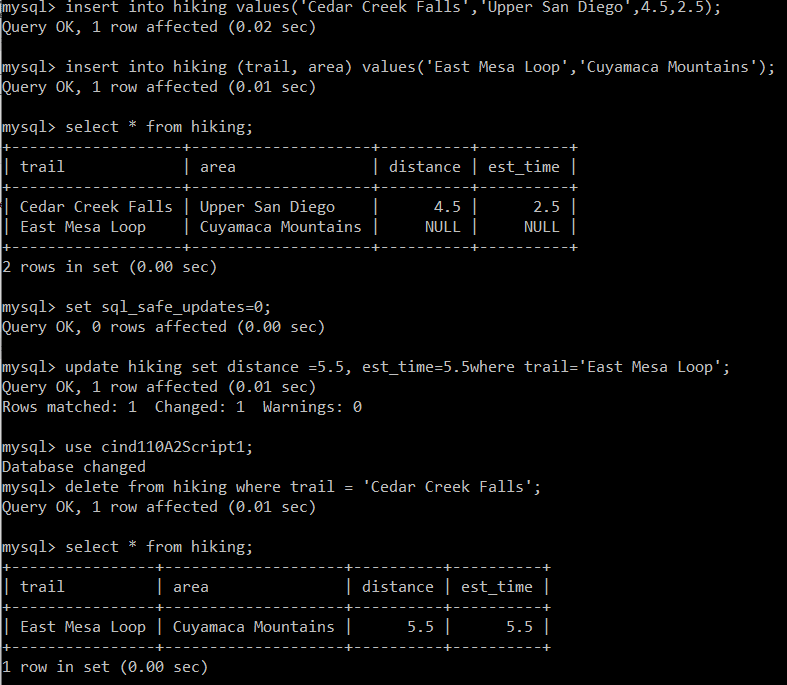 mysql> insert into hiking values('Cedar Creek Falls','Upper San Diego',4.5,2.5);
Query OK, 1 row affected (0.02 sec)
mysql> insert into hiking (trail, area) values('East Mesa Loop','Cuyamaca Mountains');
Query OK, 1 row affected (0.01 sec)
mysql> select * from hiking;
+-------------------+--------------------+----------+----------+
| trail             | area               | distance | est_time |
+-------------------+--------------------+----------+----------+
| Cedar Creek Falls | Upper San Diego    |      4.5 |      2.5 |
| East Mesa Loop    | Cuyamaca Mountains |     NULL |     NULL |
+-------------------+--------------------+----------+----------+
2 rows in set (0.00 sec)
mysql> set sql_safe_updates=0;
Query OK, 0 rows affected (0.00 sec)
mysql> update hiking set distance =5.5, est_time=5.5where trail='East Mesa Loop';
Query OK, 1 row affected (0.01 sec)
Rows matched: 1  Changed: 1  Warnings: 0
mysql> use cind110A2Script1;
Database changed
mysql> delete from hiking where trail = 'Cedar Creek Falls';
Query OK, 1 row affected (0.01 sec)
mysql> select * from hiking;
+----------------+--------------------+----------+----------+
| trail          | area               | distance | est_time |
+----------------+--------------------+----------+----------+
| East Mesa Loop | Cuyamaca Mountains |      5.5 |      5.5 |
+----------------+--------------------+----------+----------+
1 row in set (0.00 sec)